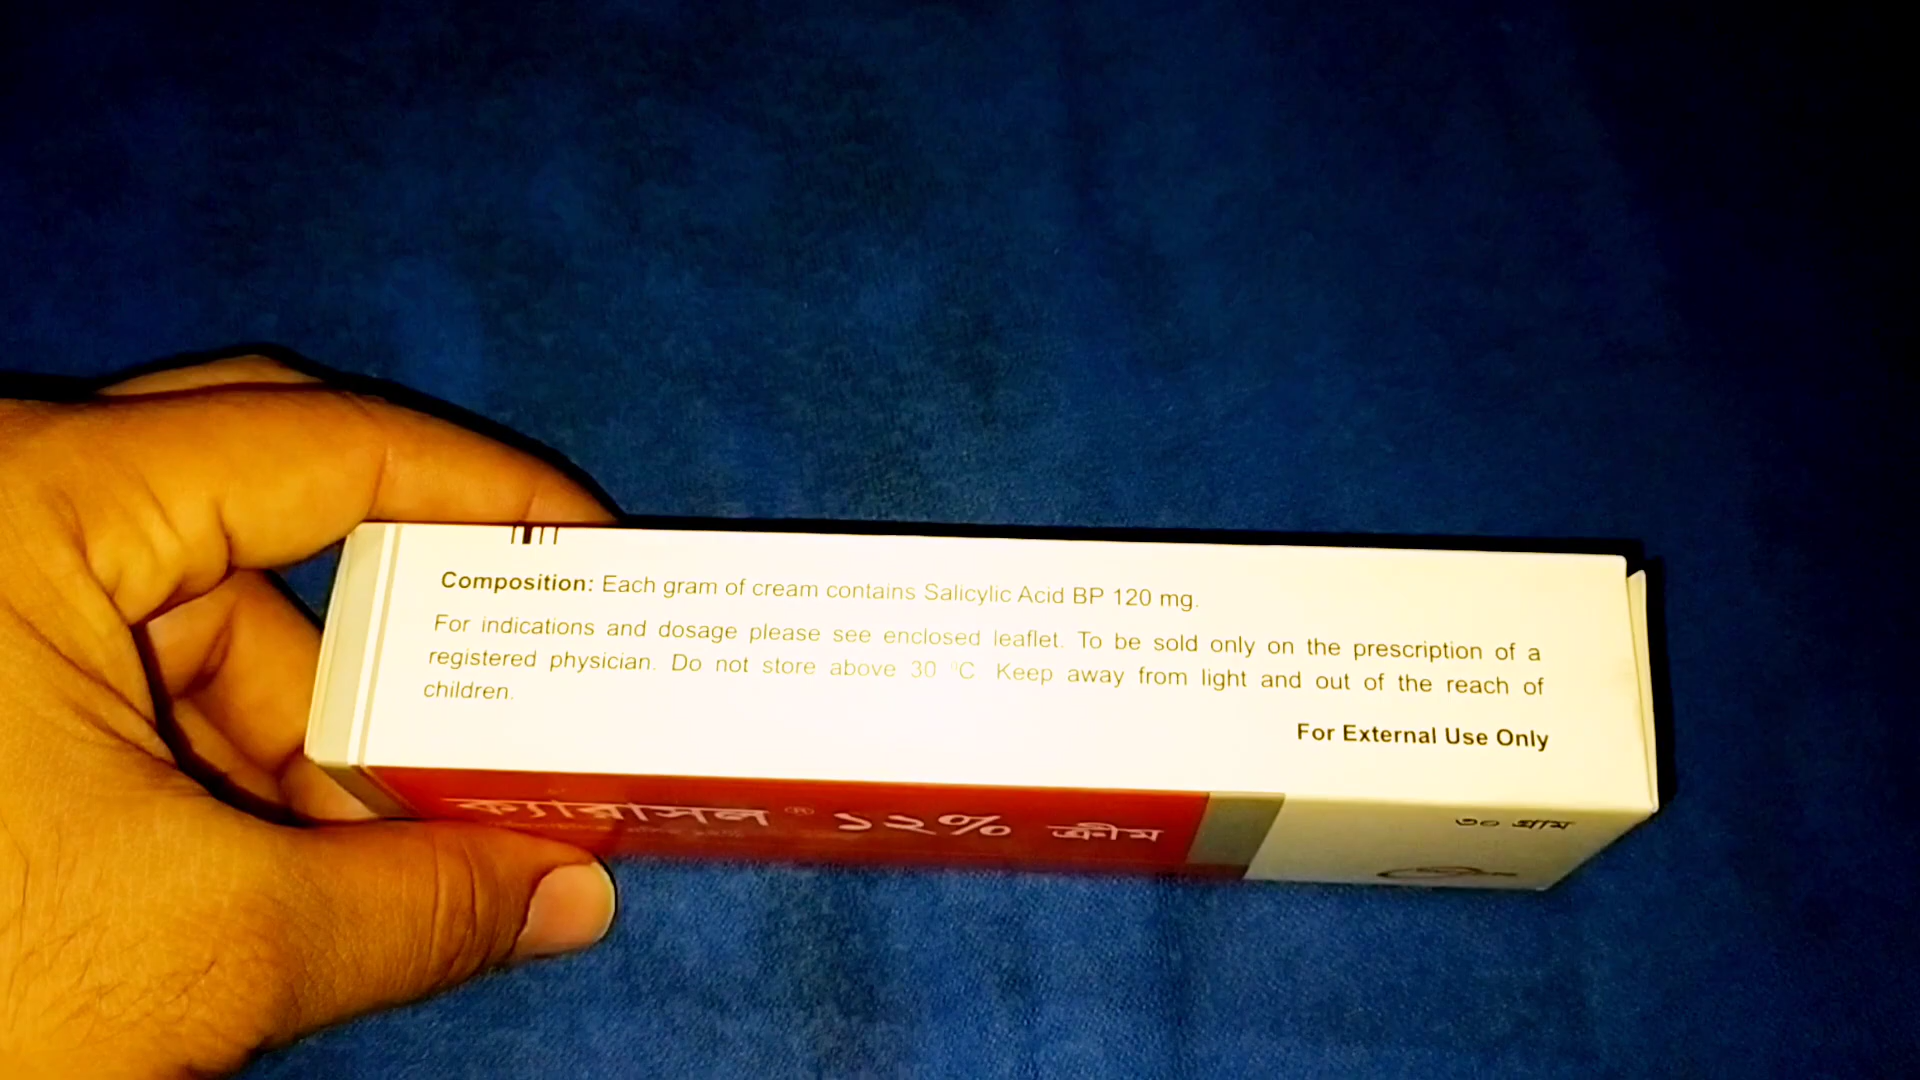 Composition: Each gram of cream contains Salicylic Acid BP 120 mg.
For indications and dosage please see enclosed leaflet. To be sold only on the prescription of a
registered physician. Do not store above 30 °C Keep away from light and out of the reach of
children.
For External Use Only
ক্যারাসল ® ১২% ক্রীম
৩০ গ্রাম